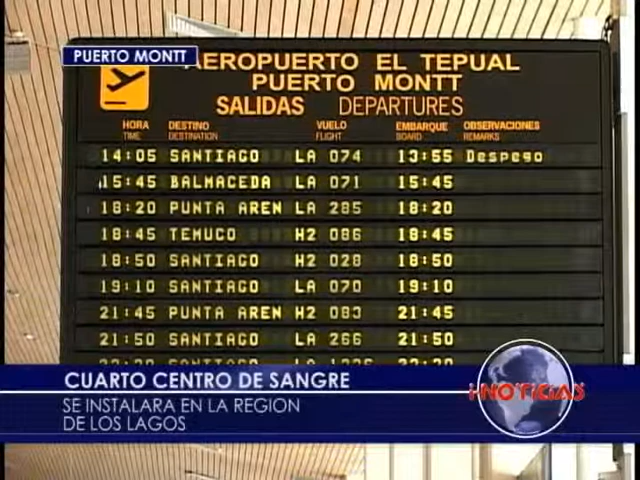 PUERTO MONTT
AEROPUERTO EL TEPUAL
PUERTO MONTT
SALIDAS DEPARTURES
HORA DESTINO VUELO EMBARQUE OBSERVACIONES
TIME DESTINATION FLIGHT BOARD REMARKS
14:05 SANTIAGO LA 074 13:55 Despego
15:45 BALMACEDA LA 071 15:45
18:20 PUNTA AREN LA 285 18:20
18:45 TEMUCO H2 086 18:45
18:50 SANTIAGO H2 028 18:50
19:10 SANTIAGO LA 070 19:10
21:45 PUNTA AREN H2 083 21:45
21:50 SANTIAGO LA 266 21:50
SANTIAGO LA
CUARTO CENTRO DE SANGRE
SE INSTALARA EN LA REGION
DE LOS LAGOS
i-NOTICIAS